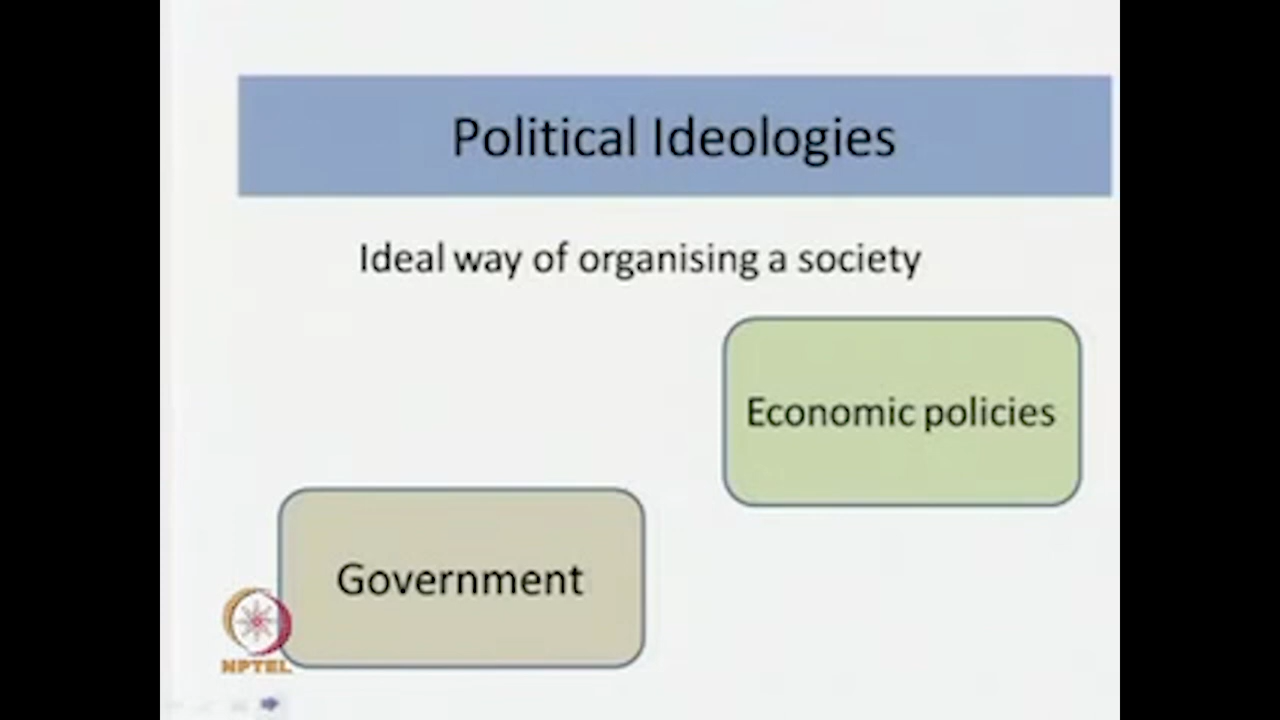 Political Ideologies
Ideal way of organising a society
Economic policies
Government
NPTEL